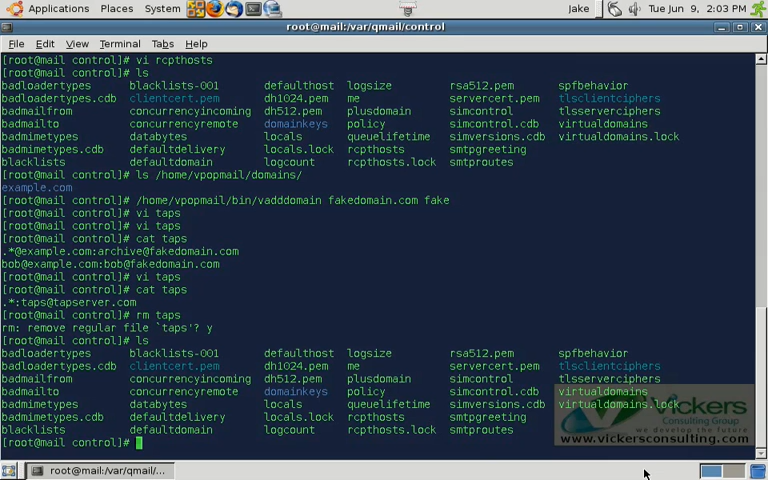 Applications Places System Jake Tue Jun 9, 2:03 PM
root@mail:/var/qmail/control
File Edit View Terminal Tabs Help
[root@mail control]# vi rcpthosts
[root@mail control]# ls
badloadertypes blacklists-001 defaulthost logsize rsa512.pem spfbehavior
badloadertypes.cdb clientcert.pem dh1024.pem me servercert.pem tlsclientciphers
badmailfrom concurrencyincoming dh512.pem plusdomain simcontrol tlsserverciphers
badmailto concurrencyremote domainkeys policy simcontrol.cdb virtualdomains
badmimetypes databytes locals queuelifetime simversions.cdb virtualdomains.lock
badmimetypes.cdb defaultdelivery locals.lock rcpthosts smtpgreeting
blacklists defaultdomain logcount rcpthosts.lock smtproutes
[root@mail control]# ls /home/vpopmail/domains/
example.com
[root@mail control]# /home/vpopmail/bin/vadddomain fakedomain.com fake
[root@mail control]# vi taps
[root@mail control]# vi taps
[root@mail control]# cat taps
.*@example.com:archive@fakedomain.com
bob@example.com:bob@fakedomain.com
[root@mail control]# vi taps
[root@mail control]# cat taps
.*:taps@tapserver.com
[root@mail control]# rm taps
rm: remove regular file `taps'? y
[root@mail control]# ls
badloadertypes blacklists-001 defaulthost logsize rsa512.pem spfbehavior
badloadertypes.cdb clientcert.pem dh1024.pem me servercert.pem tlsclientciphers
badmailfrom concurrencyincoming dh512.pem plusdomain simcontrol tlsserverciphers
badmailto concurrencyremote domainkeys policy simcontrol.cdb virtualdomains
badmimetypes databytes locals queuelifetime simversions.cdb virtualdomains.lock
badmimetypes.cdb defaultdelivery locals.lock rcpthosts smtpgreeting
blacklists defaultdomain logcount rcpthosts.lock smtproutes
[root@mail control]#
Vickers
we develop the future
www.vickersconsulting.com
root@mail:/var/qmail/...